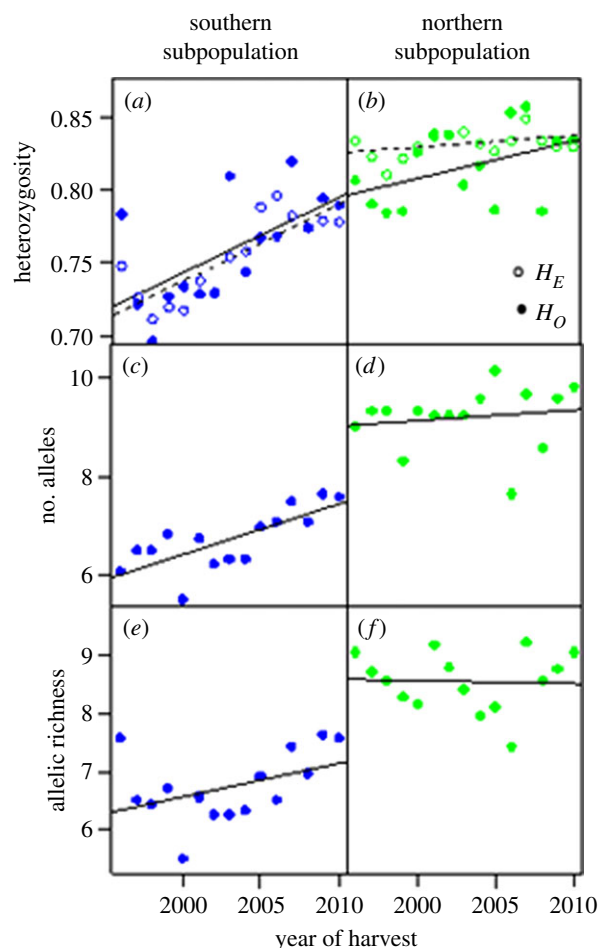 southern
subpopulation
northern
subpopulation
heterozygosity
0.85
0.80
0.75
0.70
(a)
(b)
H_E
H_O
no. alleles
10
8
6
(c)
(d)
allelic richness
9
8
7
6
(e)
(f)
2000 2005 2010 2000 2005 2010
year of harvest